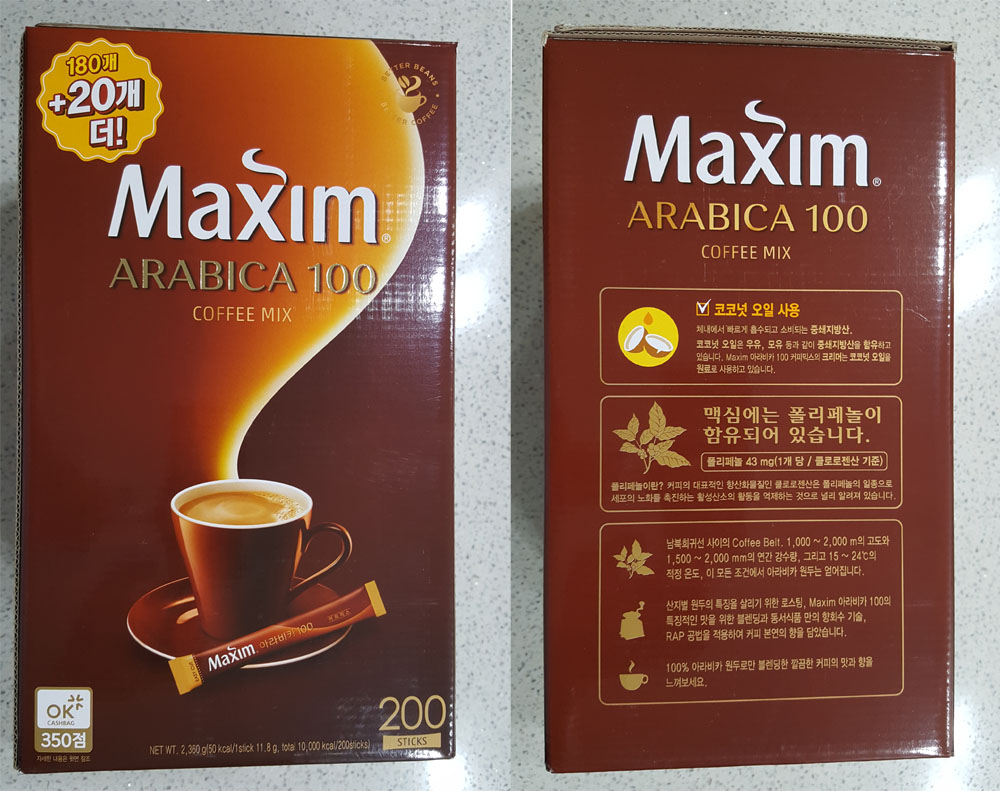 180개
+20개
더!
BETTER BEANS
BETTER COFFEE
Maxim®
ARABICA 100
COFFEE MIX
Maxim. 아라비카 100 커피믹스
EASY CUT
OK
CASHBAG
350점
자세한 내용은 뒷면 참조
200
STICKS
NET WT. 2,360 g(50 kcal/1stick 11.8 g, total 10,000 kcal/200sticks)
Maxim®
ARABICA 100
COFFEE MIX
코코넛 오일 사용
체내에서 빠르게 흡수되고 소비되는 중쇄지방산.
코코넛 오일은 우유, 모유 등과 같이 중쇄지방산을 함유하고
있습니다. Maxim 아라비카 100 커피믹스의 크리머는 코코넛 오일을
원료로 사용하고 있습니다.
맥심에는 폴리페놀이
함유되어 있습니다.
폴리페놀 43 mg(1개 당 / 클로로젠산 기준)
폴리페놀이란? 커피의 대표적인 항산화물질인 클로로젠산은 폴리페놀의 일종으로
세포의 노화를 촉진하는 활성산소의 활동을 억제하는 것으로 널리 알려져 있습니다.
남북회귀선 사이의 Coffee Belt. 1,000 ~ 2,000 m의 고도와
1,500 ~ 2,000 mm의 연간 강수량, 그리고 15 ~ 24℃의
적정 온도, 이 모든 조건에서 아라비카 원두는 얻어집니다.
산지별 원두의 특징을 살리기 위한 로스팅, Maxim 아라비카 100의
특징적인 맛을 위한 블렌딩과 동서식품 만의 향회수 기술,
RAP 공법을 적용하여 커피 본연의 향을 담았습니다.
100% 아라비카 원두로만 블렌딩한 깔끔한 커피의 맛과 향을
느껴보세요.